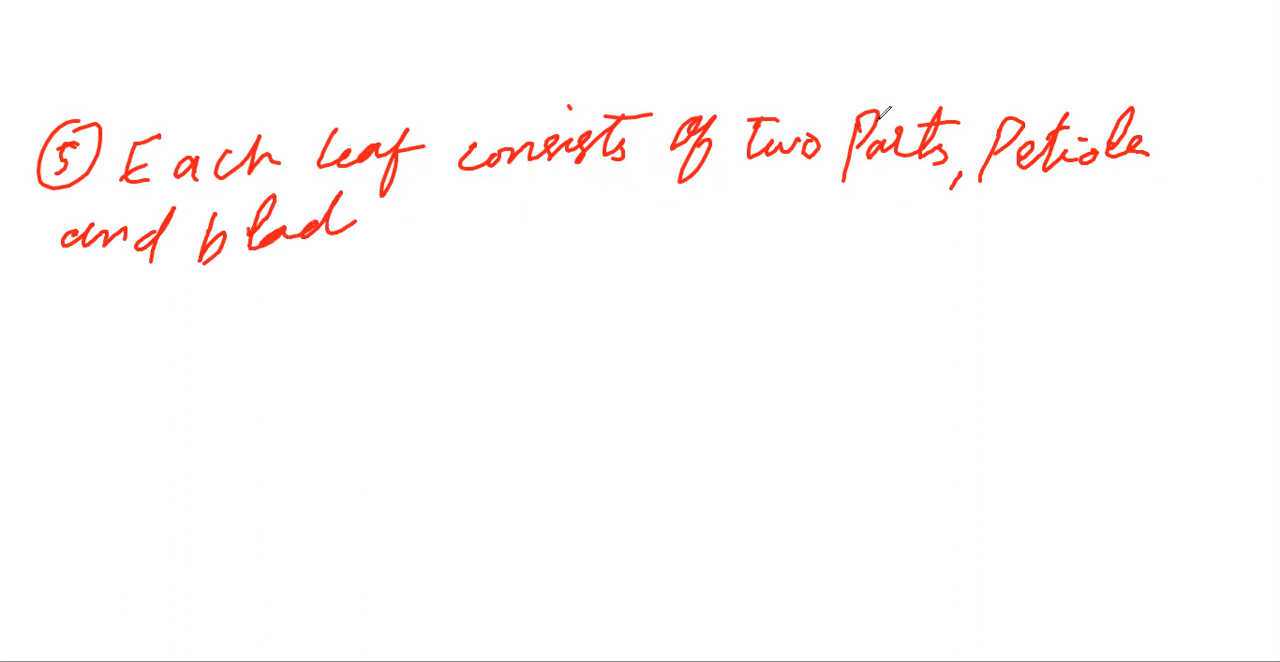 ⑤ Each leaf consists of two Parts, Petiole
and blad